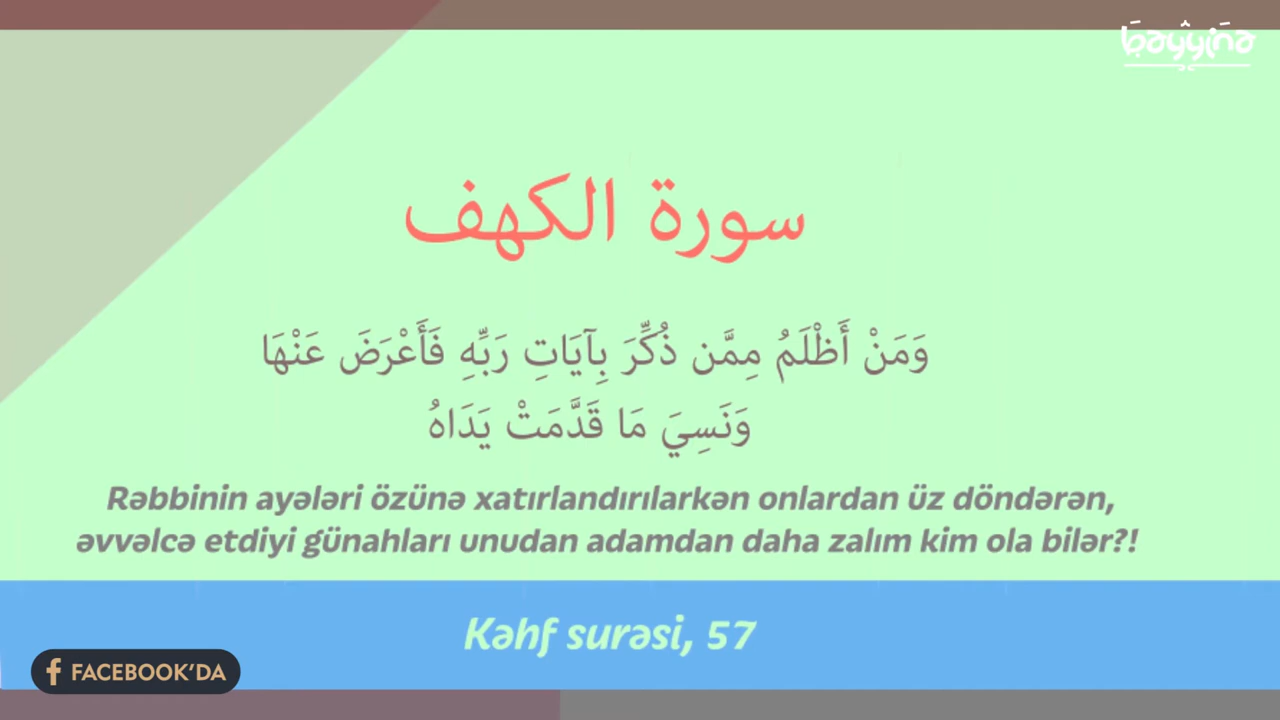 bəyyinə
سورة الكهف
وَمَنْ أَظْلَمُ مِمَّن ذُكِّرَ بِآيَاتِ رَبِّهِ فَأَعْرَضَ عَنْهَا
وَنَسِيَ مَا قَدَّمَتْ يَدَاهُ
Rəbbinin ayələri özünə xatırlandırılarkən onlardan üz döndərən,
əvvəlcə etdiyi günahları unudan adamdan daha zalım kim ola bilər?!
Kəhf surəsi, 57
f FACEBOOK’DA